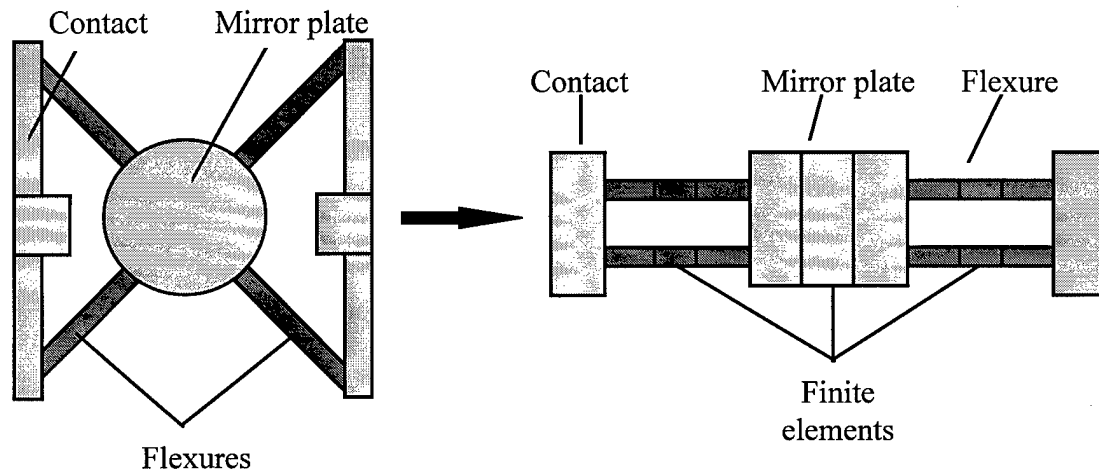 Contact
Mirror plate
Flexures
Contact
Mirror plate
Flexure
Finite
elements